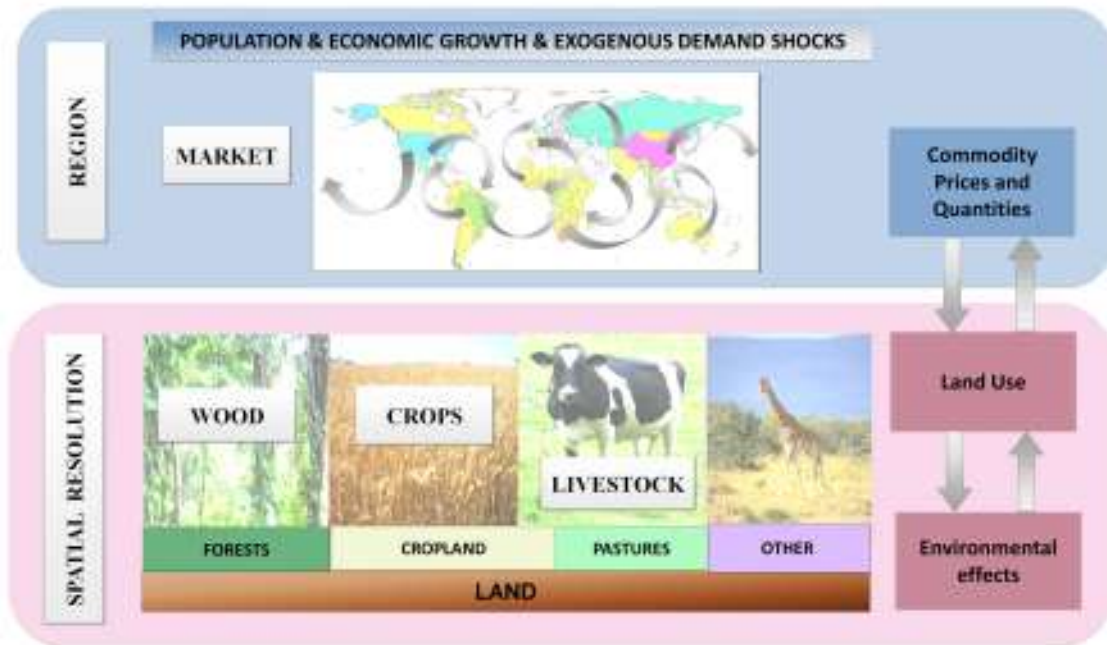 POPULATION & ECONOMIC GROWTH & EXOGENOUS DEMAND SHOCKS
REGION
MARKET
Commodity
Prices and
Quantities
SPATIAL RESOLUTION
WOOD
CROPS
LIVESTOCK
Land Use
FORESTS
CROPLAND
PASTURES
OTHER
LAND
Environmental
effects